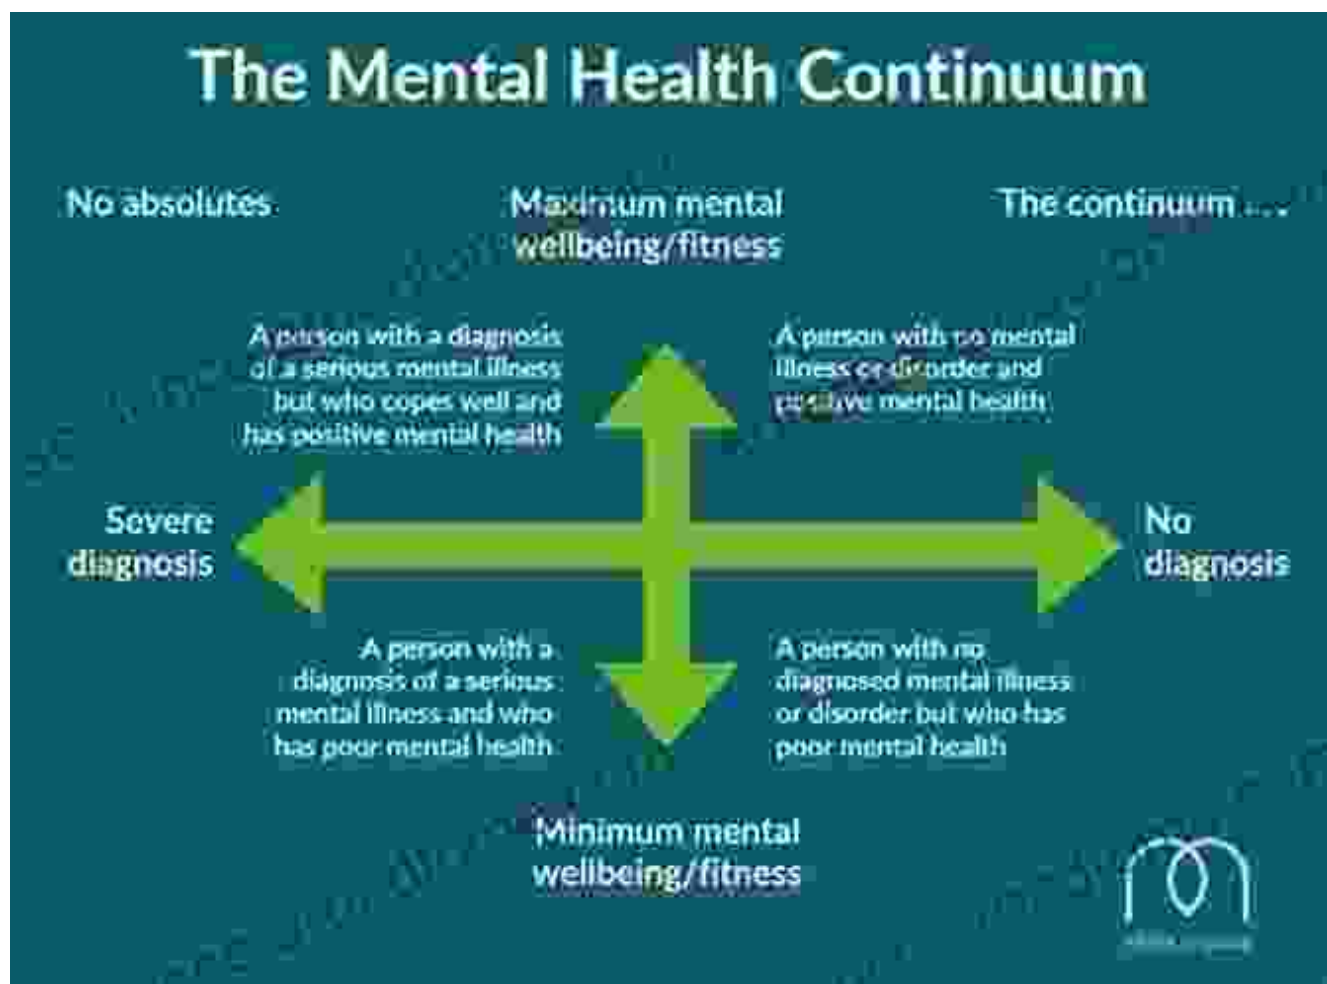 The Mental Health Continuum
No absolutes
Maximum mental
wellbeing/fitness
The continuum ...
A person with a diagnosis
of a serious mental illness
but who copes well and
has positive mental health
A person with no mental
illness or disorder and
positive mental health
Severe
diagnosis
No
diagnosis
A person with a
diagnosis of a serious
mental illness and who
has poor mental health
A person with no
diagnosed mental illness
or disorder but who has
poor mental health
Minimum mental
wellbeing/fitness